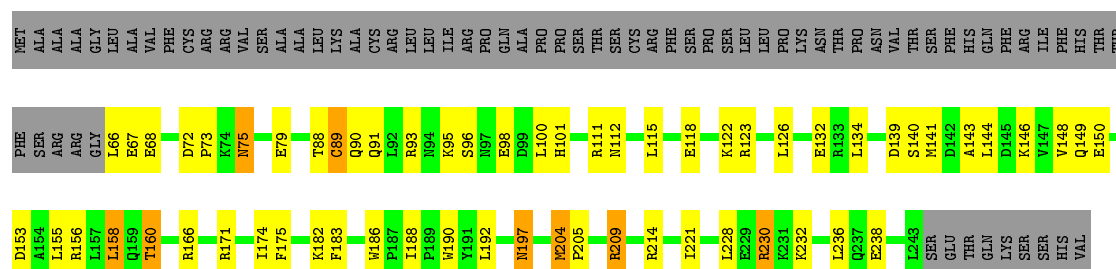 MET ALA ALA ALA GLY LEU ALA VAL PHE CYS ARG ARG VAL SER ALA ALA LEU LYS ALA CYS ARG LEU LEU ILE ARG PRO GLN ALA PRO PRO SER THR SER CYS ARG PHE SER PRO SER LEU LEU PRO LYS ASN THR PRO ASN VAL THR SER PHE HIS GLN PHE ARG ILE PHE HIS THR
PHE SER ARG ARG GLY L66 E67 E68 D72 P73 K74 N75 E79 T88 C89 Q90 Q91 L92 R93 N94 K95 S96 N97 E98 D99 L100 H101 R111 N112 L115 E118 K122 R123 L126 E132 R133 L134 D139 S140 M141 D142 A143 L144 D145 K146 V147 V148 Q149 E150
D153 A154 L155 R156 L157 L158 Q159 T160 R166 R171 I174 F175 K182 F183 W186 P187 I188 P189 W190 Y191 L192 N197 M204 P205 R209 R214 I221 L228 E229 R230 K231 K232 L236 Q237 E238 L243 SER GLU THR GLN LYS SER SER HIS VAL